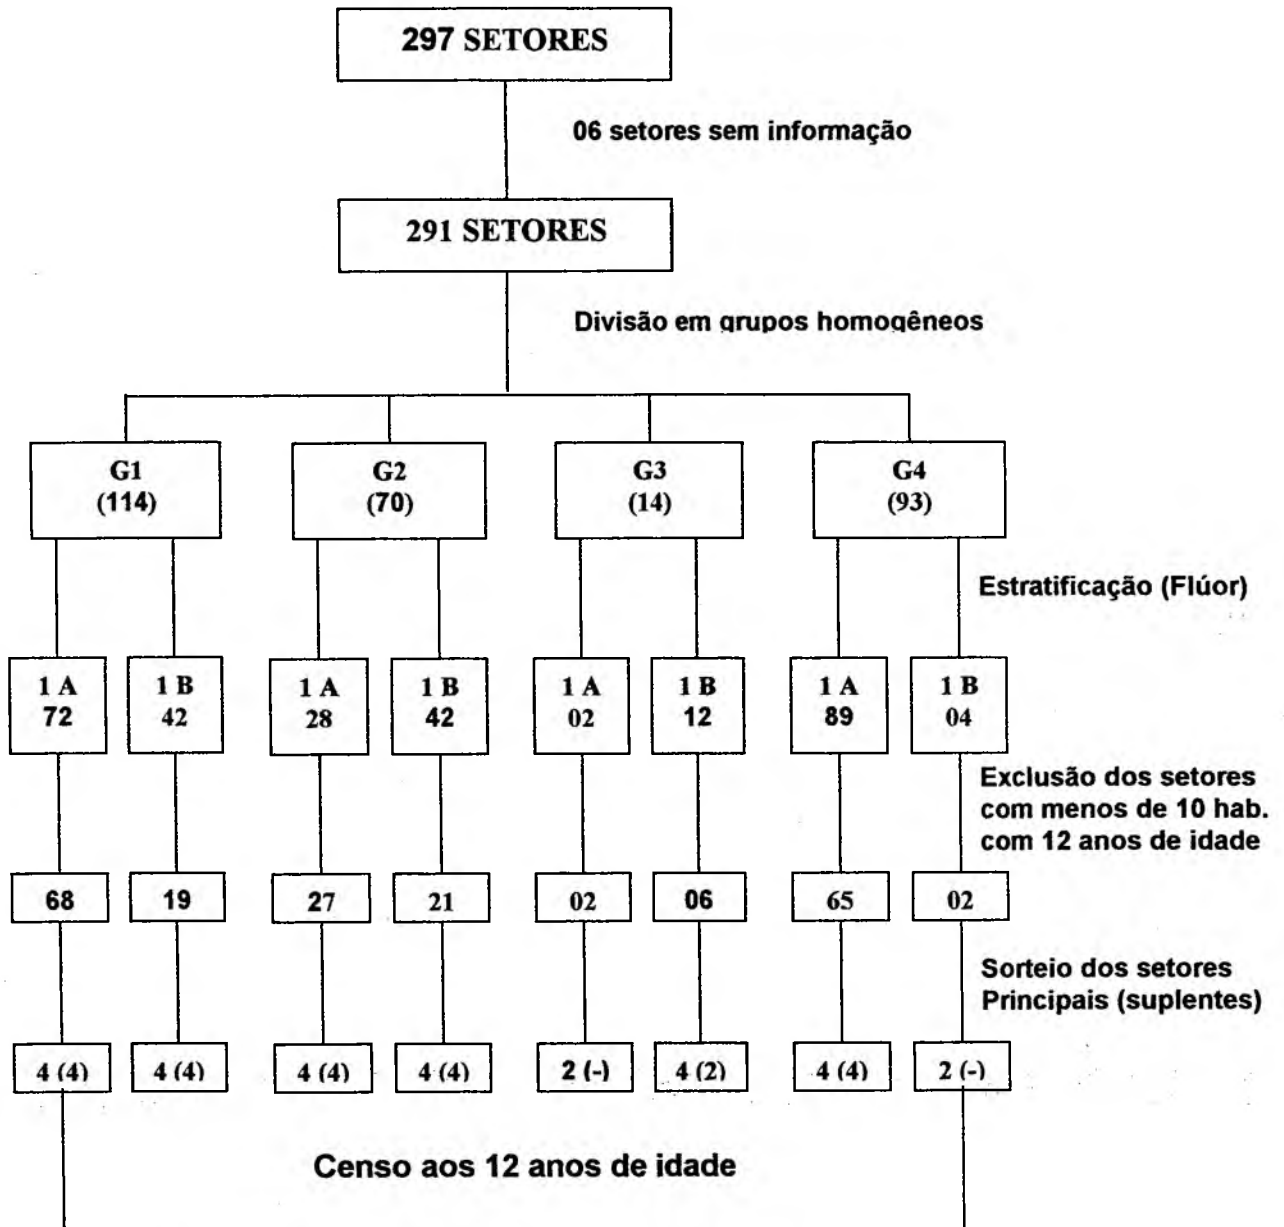 297 SETORES
06 setores sem informação
291 SETORES
Divisão em grupos homogêneos
G1
(114)
G2
(70)
G3
(14)
G4
(93)
Estratificação (Flúor)
1 A
72
1 B
42
1 A
28
1 B
42
1 A
02
1 B
12
1 A
89
1 B
04
Exclusão dos setores
com menos de 10 hab.
com 12 anos de idade
68
19
27
21
02
06
65
02
Sorteio dos setores
Principais (suplentes)
4 (4)
4 (4)
4 (4)
4 (4)
2 (-)
4 (2)
4 (4)
2 (-)
Censo aos 12 anos de idade